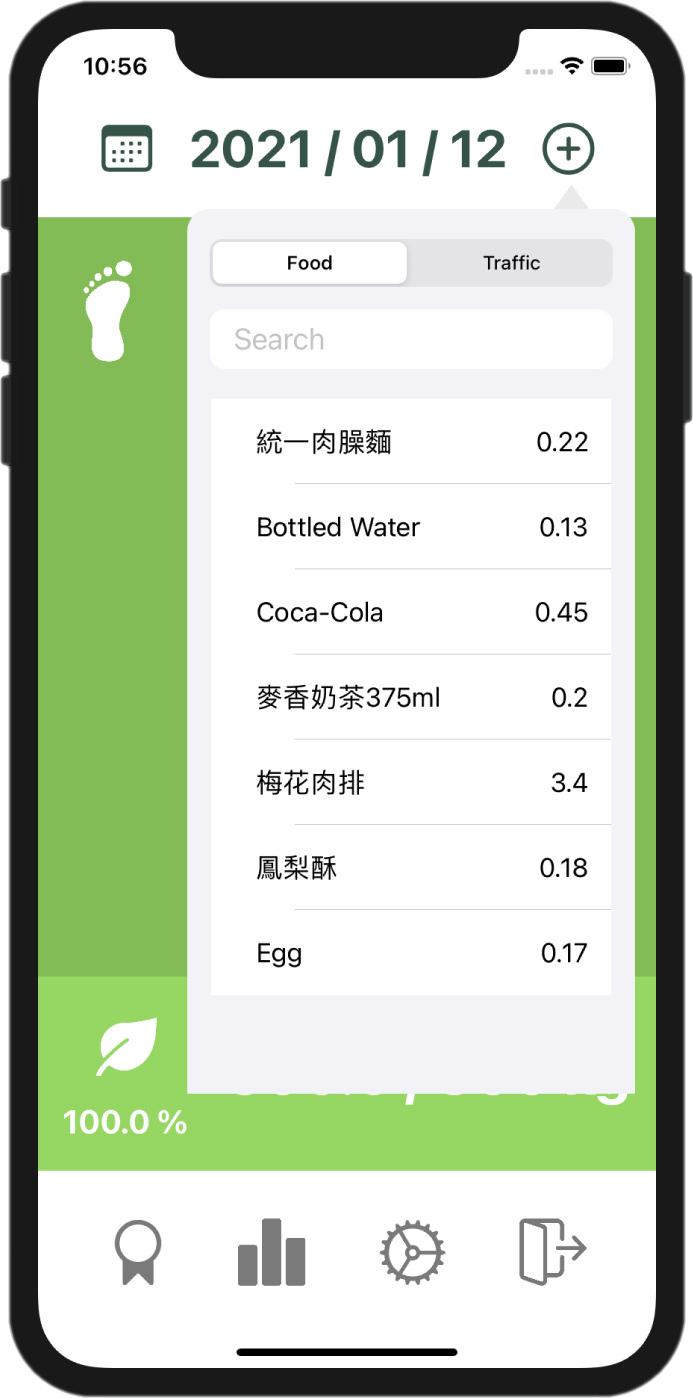 10:56
2021 / 01 / 12
Food
Traffic
Search
統一肉臊麵 0.22
Bottled Water 0.13
Coca-Cola 0.45
麥香奶茶375ml 0.2
梅花肉排 3.4
鳳梨酥 0.18
Egg 0.17
100.0 %